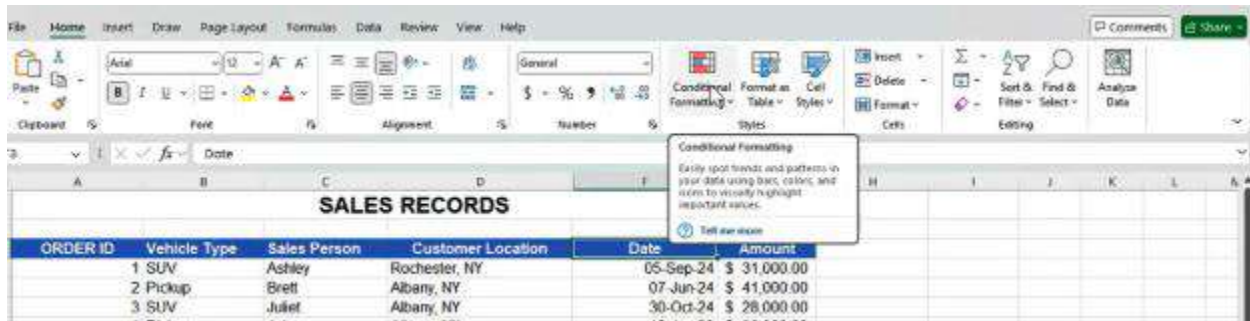 File Home Insert Draw Page Layout Formulas Data Review View Help Comments Share
Arial 12 A A General
Paste B I U $ % Conditional Formatting Format as Table Cell Styles Insert Delete Format Sort & Filter Find & Select Analyze Data
Clipboard Font Alignment Number Styles Cells Editing
fx Date
Conditional Formatting
Easily spot trends and patterns in
your data using bars, colors, and
icons to visually highlight
important values.
Tell me more
A B C D F H I J K L
SALES RECORDS
ORDER ID Vehicle Type Sales Person Customer Location Date Amount
1 SUV Ashley Rochester, NY 05-Sep-24 $ 31,000.00
2 Pickup Brett Albany, NY 07-Jun-24 $ 41,000.00
3 SUV Juliet Albany, NY 30-Oct-24 $ 28,000.00